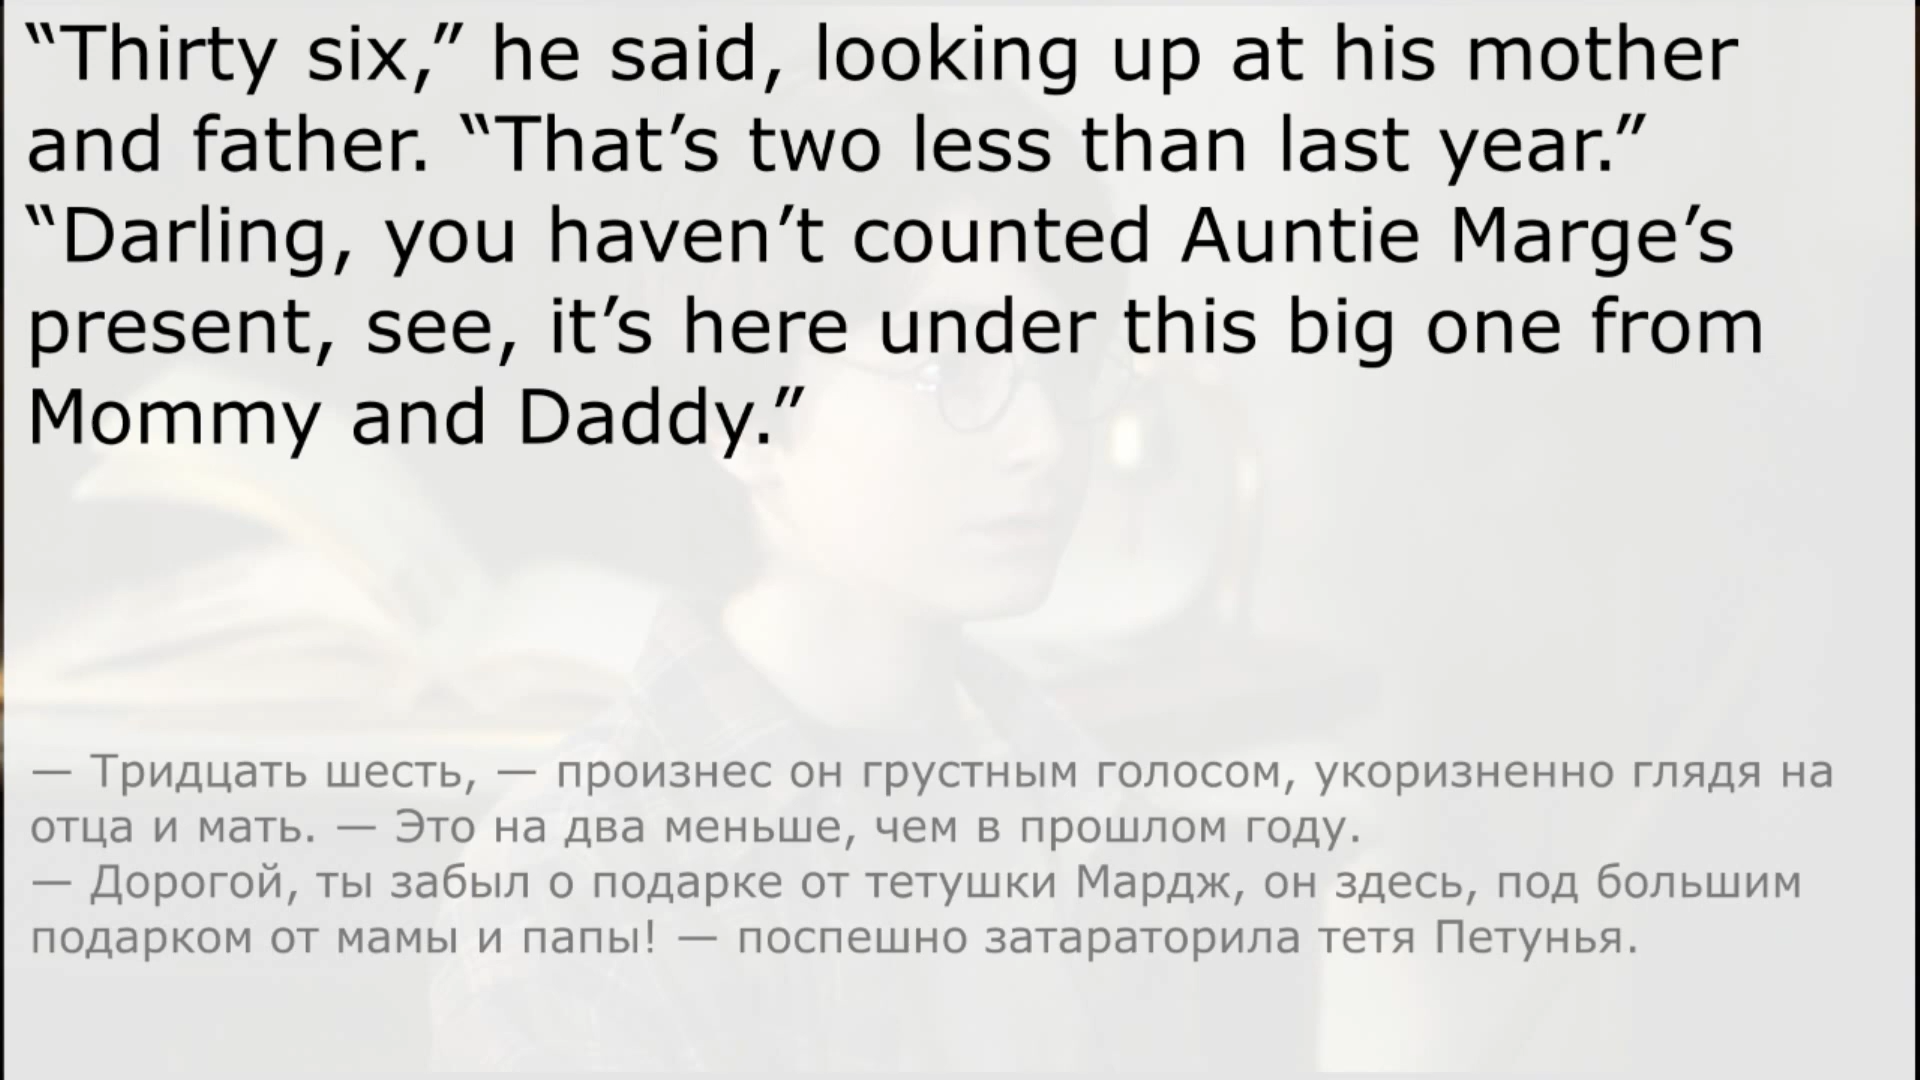 “Thirty six,” he said, looking up at his mother
and father. “That’s two less than last year.”
“Darling, you haven’t counted Auntie Marge’s
present, see, it’s here under this big one from
Mommy and Daddy.”
— Тридцать шесть, — произнес он грустным голосом, укоризненно глядя на
отца и мать. — Это на два меньше, чем в прошлом году.
— Дорогой, ты забыл о подарке от тетушки Мардж, он здесь, под большим
подарком от мамы и папы! — поспешно затараторила тетя Петунья.